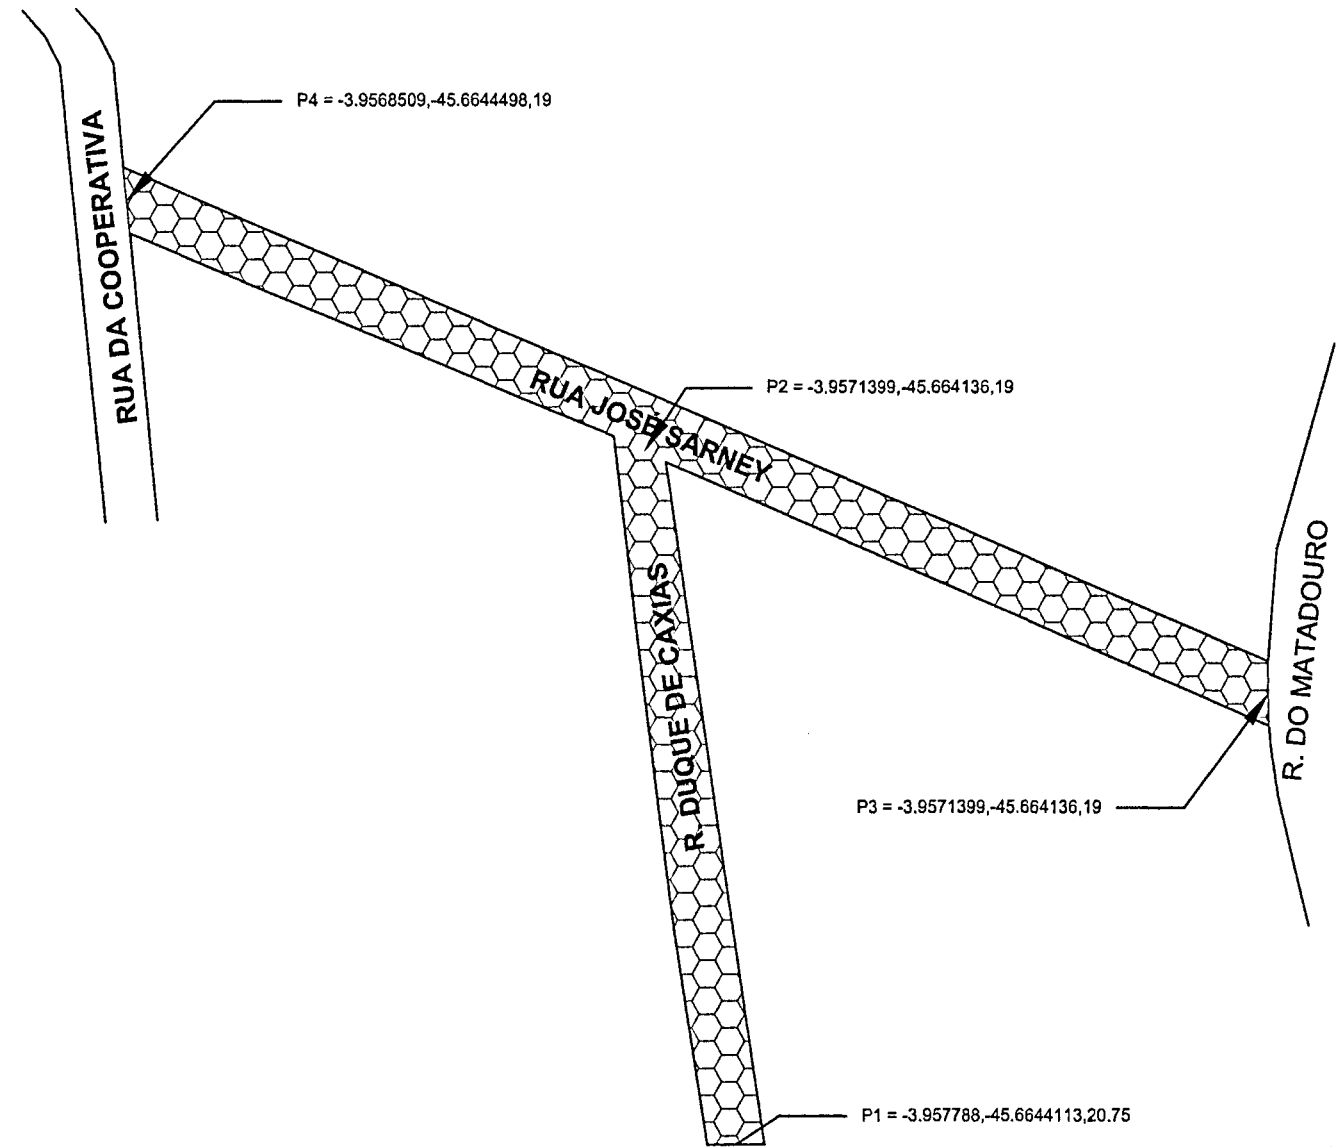 P4 = -3.9568509,-45.6644498,19
RUA DA COOPERATIVA
RUA JOSÉ SARNEY
P2 = -3.9571399,-45.664136,19
R. DUQUE DE CAXIAS
R. DO MATADOURO
P3 = -3.9571399,-45.664136,19
P1 = -3.957788,-45.6644113,20.75